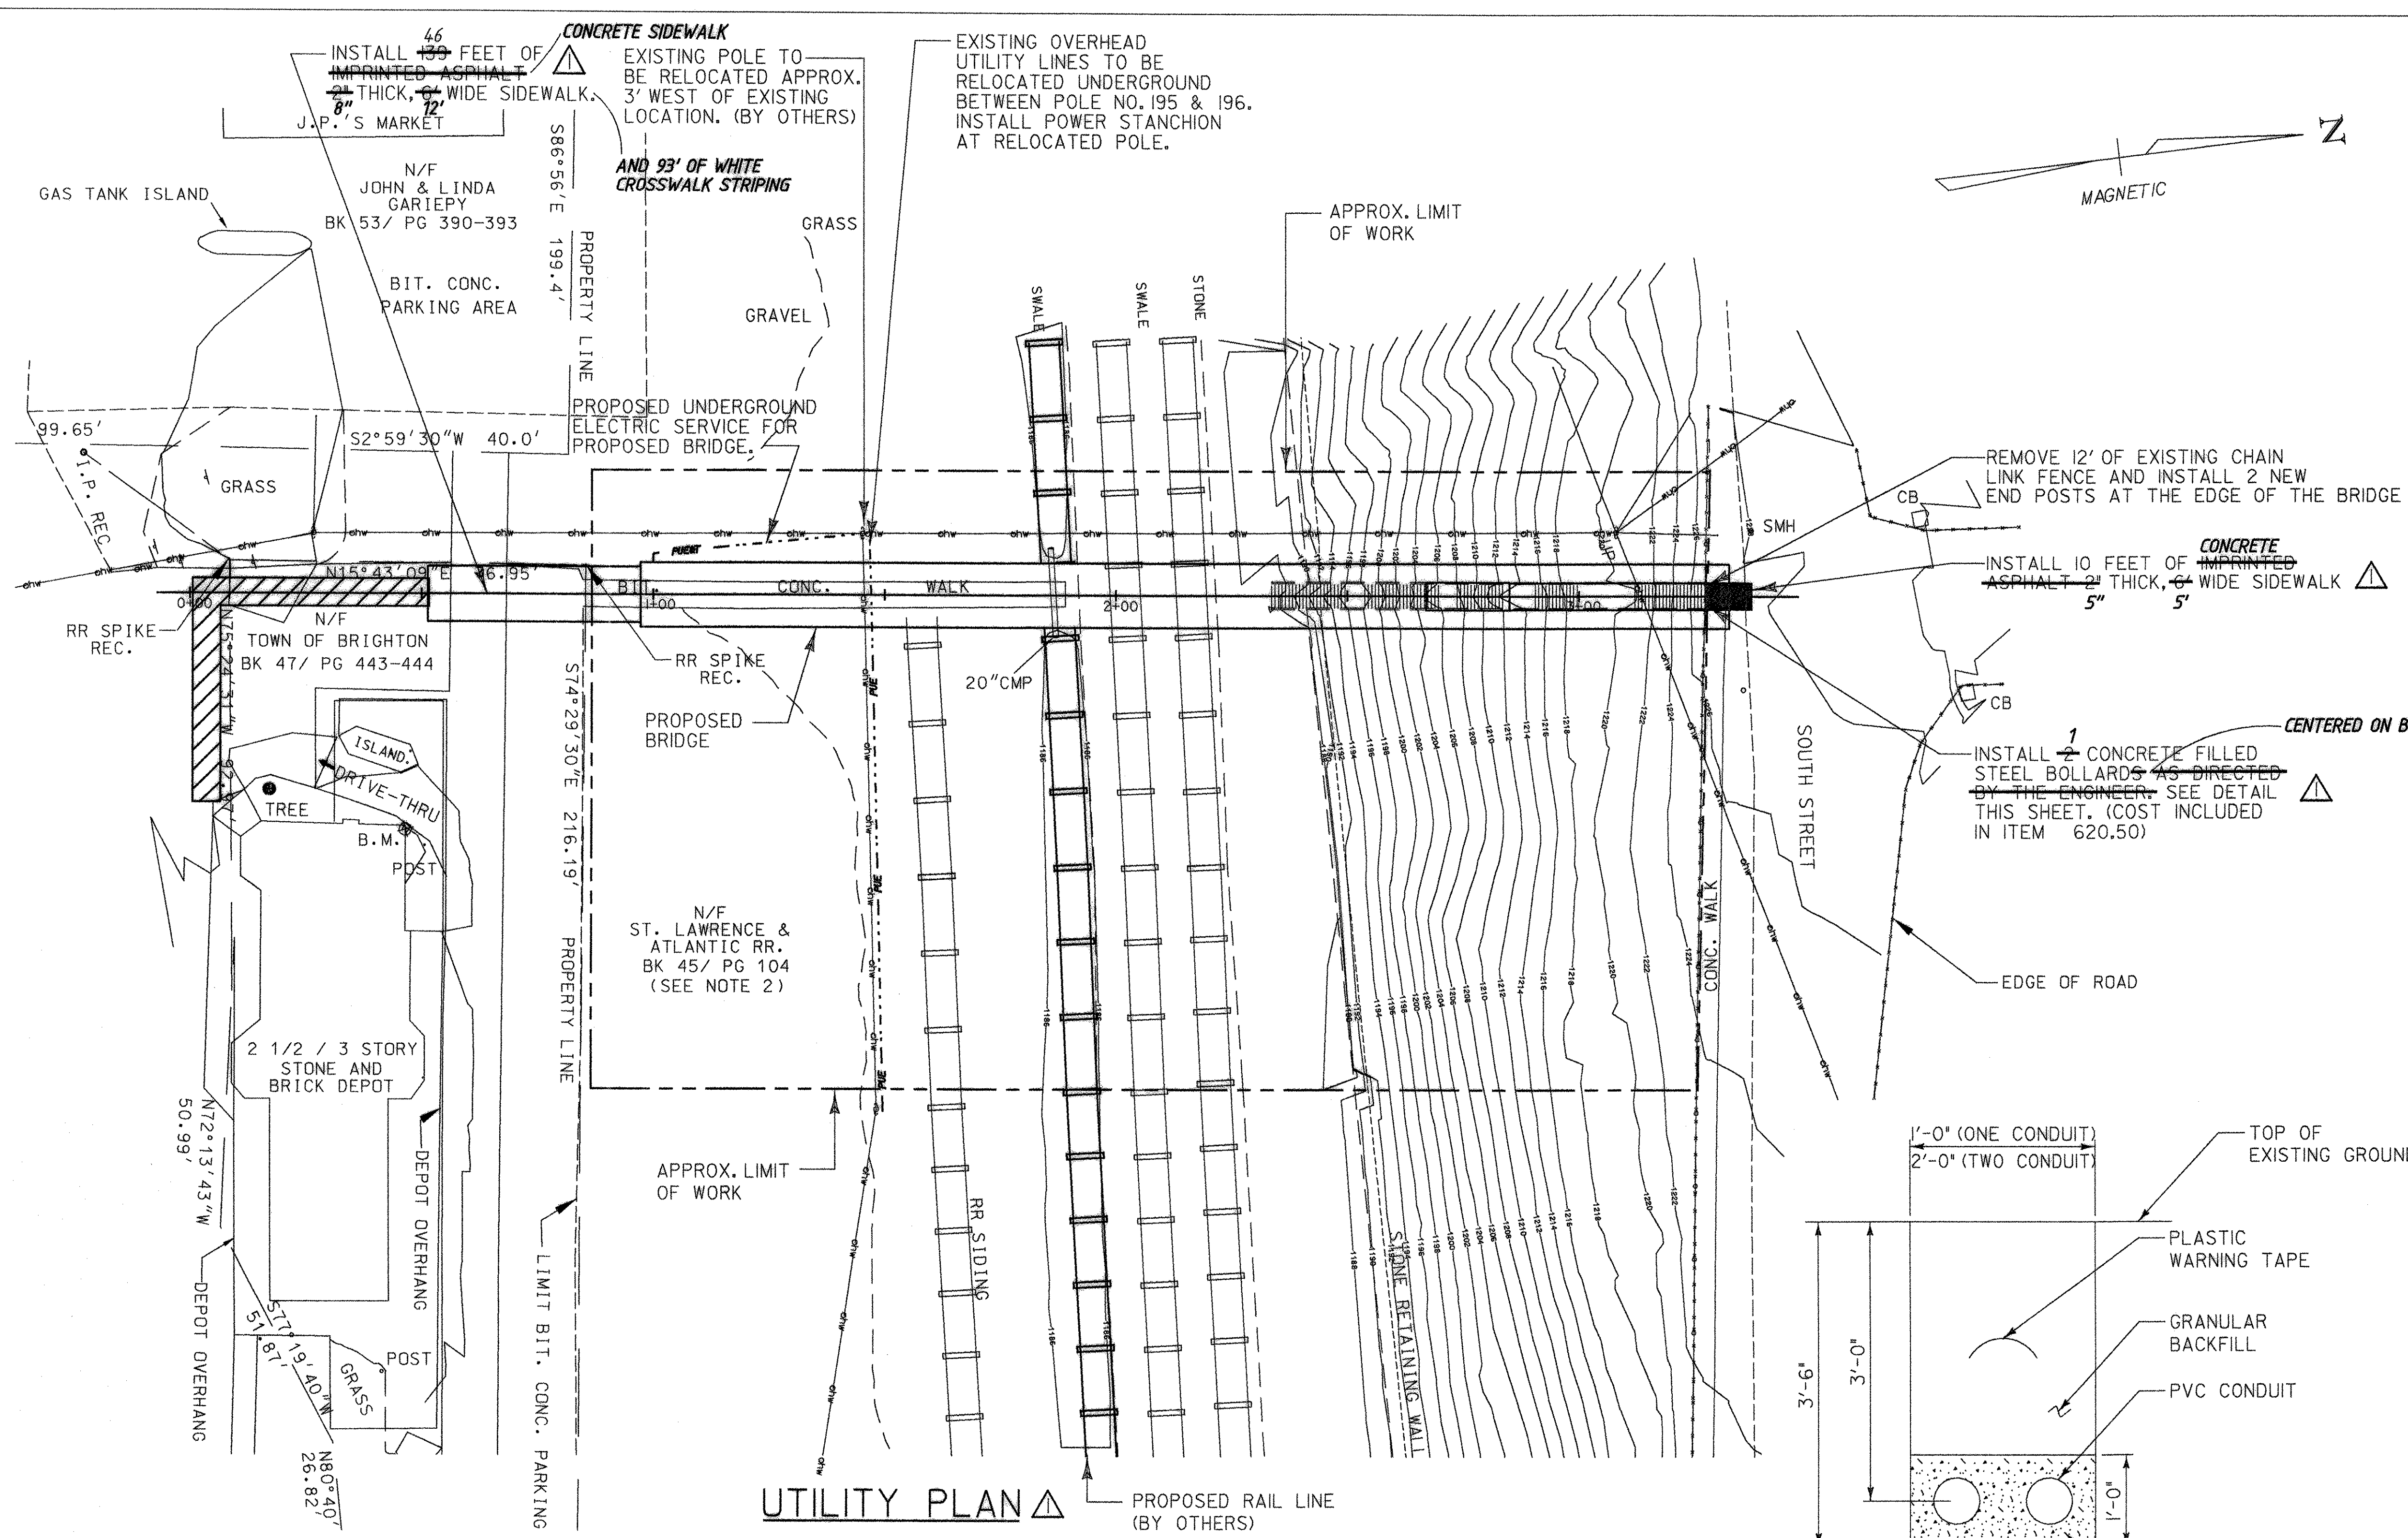 CONCRETE SIDEWALK
46
INSTALL 139 FEET OF
IMPRINTED ASPHALT
2" THICK, 6' WIDE SIDEWALK.
8" 12'
1
AND 93' OF WHITE
CROSSWALK STRIPING
J.P.'S MARKET
EXISTING POLE TO
BE RELOCATED APPROX.
3' WEST OF EXISTING
LOCATION. (BY OTHERS)
EXISTING OVERHEAD
UTILITY LINES TO BE
RELOCATED UNDERGROUND
BETWEEN POLE NO. 195 & 196.
INSTALL POWER STANCHION
AT RELOCATED POLE.
Z
MAGNETIC
GAS TANK ISLAND
N/F
JOHN & LINDA
GARIEPY
BK 53/ PG 390-393
BIT. CONC.
PARKING AREA
S86°56'E 199.4'
PROPERTY LINE
GRASS
GRAVEL
APPROX. LIMIT
OF WORK
SWALE
SWALE
STONE
PROPOSED UNDERGROUND
ELECTRIC SERVICE FOR
PROPOSED BRIDGE.
99.65'
S2°59'30"W 40.0'
I.P. REC.
GRASS
REMOVE 12' OF EXISTING CHAIN
LINK FENCE AND INSTALL 2 NEW
END POSTS AT THE EDGE OF THE BRIDGE
CB
SMH
CONCRETE
INSTALL 10 FEET OF IMPRINTED
ASPHALT 2" THICK, 6' WIDE SIDEWALK
5" 5'
1
0+00
1+00
2+00
3+00
BIT. CONC. WALK
RR SPIKE
REC.
N/F
TOWN OF BRIGHTON
BK 47/ PG 443-444
RR SPIKE
REC.
20"CMP
PROPOSED
BRIDGE
CB
CENTERED ON B
1
INSTALL 2 CONCRETE FILLED
STEEL BOLLARDS AS DIRECTED
BY THE ENGINEER. SEE DETAIL
THIS SHEET. (COST INCLUDED
IN ITEM 620.50)
1
SOUTH STREET
ISLAND.
DRIVE-THRU
TREE
B.M.
POST
S74°29'30"E 216.19'
PROPERTY LINE
N/F
ST. LAWRENCE &
ATLANTIC RR.
BK 45/ PG 104
(SEE NOTE 2)
PUE
PUE
PUE
CONC. WALK
EDGE OF ROAD
2 1/2 / 3 STORY
STONE AND
BRICK DEPOT
N72°13'43"W
50.99'
DEPOT OVERHANG
DEPOT OVERHANG
LIMIT BIT. CONC. PARKING
APPROX. LIMIT
OF WORK
RR SIDING
STONE RETAINING WALL
S77°19'40"W
51.87'
GRASS
POST
N80°40'
26.82'
1'-0" (ONE CONDUIT)
2'-0" (TWO CONDUIT)
TOP OF
EXISTING GROUND
PLASTIC
WARNING TAPE
GRANULAR
BACKFILL
PVC CONDUIT
3'-6"
3'-0"
1'-0"
UTILITY PLAN
1
PROPOSED RAIL LINE
(BY OTHERS)